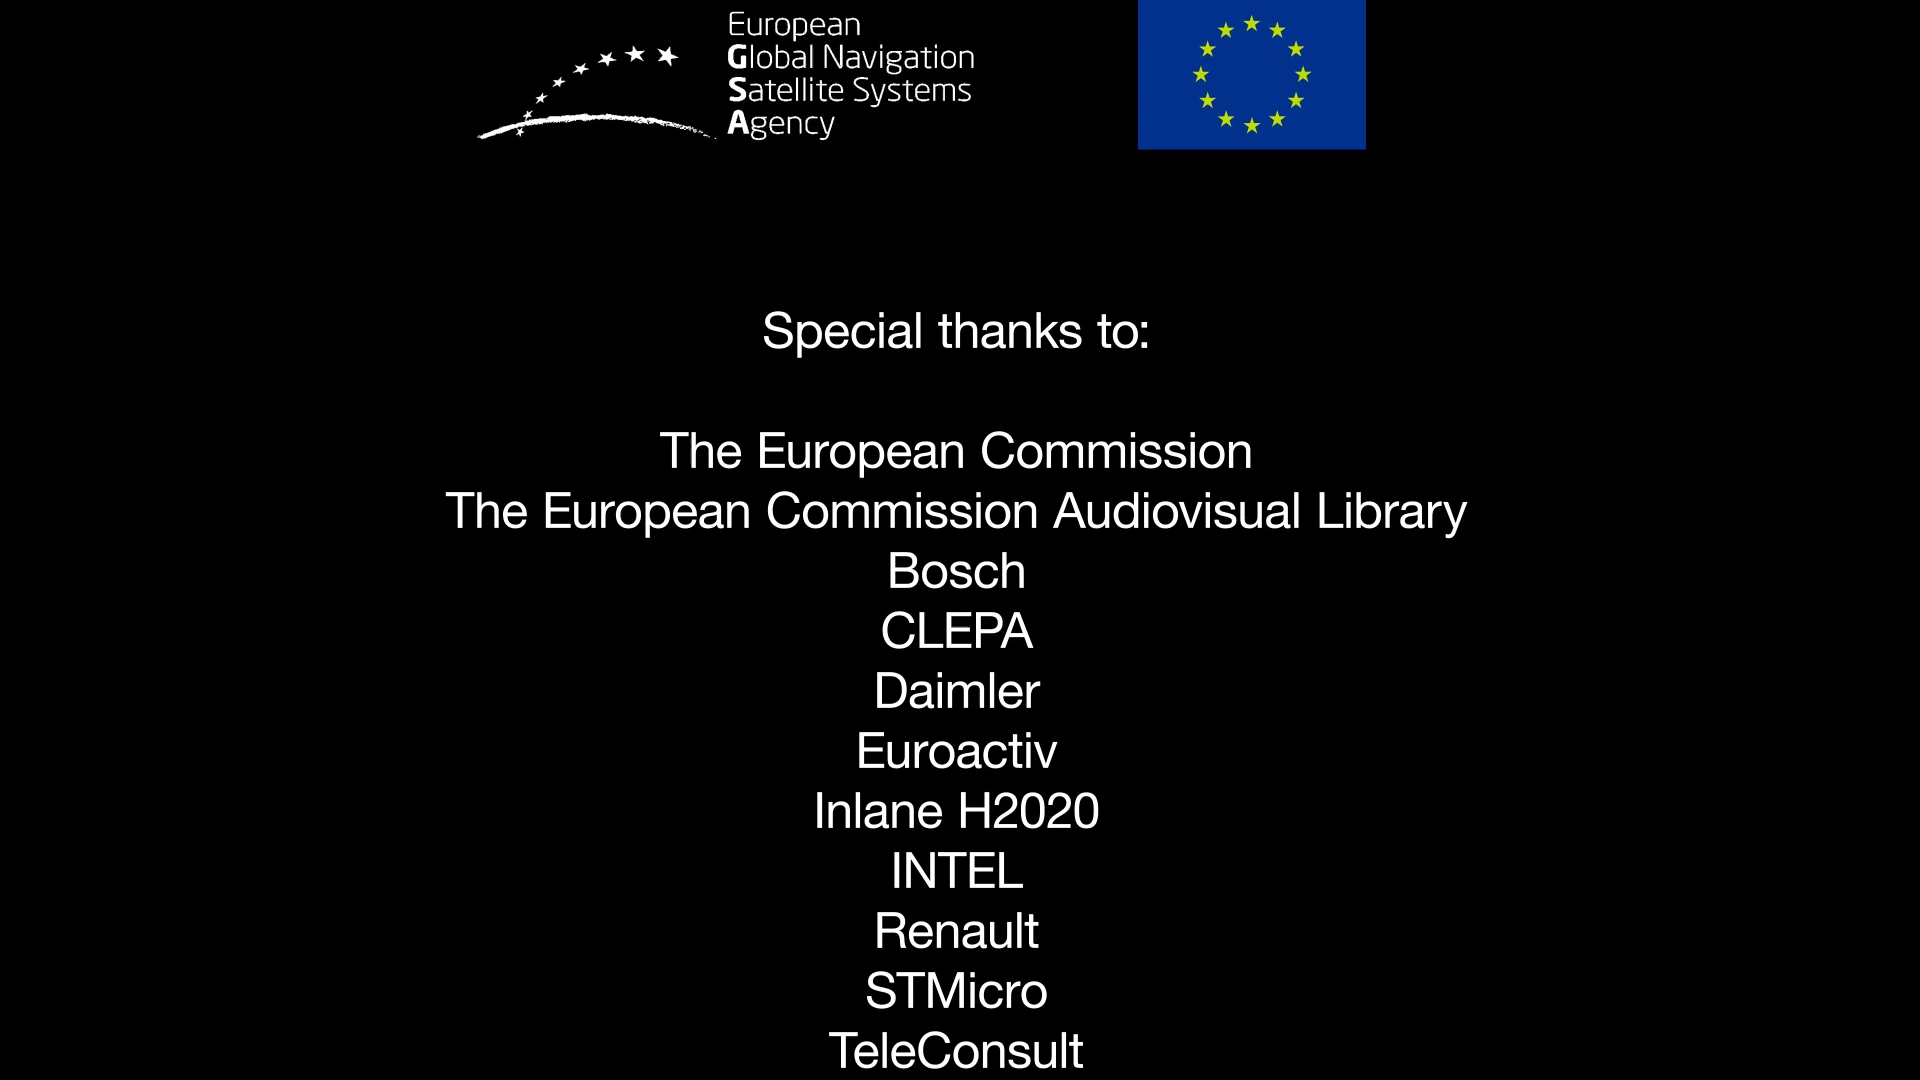 European
Global Navigation
Satellite Systems
Agency
Special thanks to:
The European Commission
The European Commission Audiovisual Library
Bosch
CLEPA
Daimler
Euroactiv
Inlane H2020
INTEL
Renault
STMicro
TeleConsult